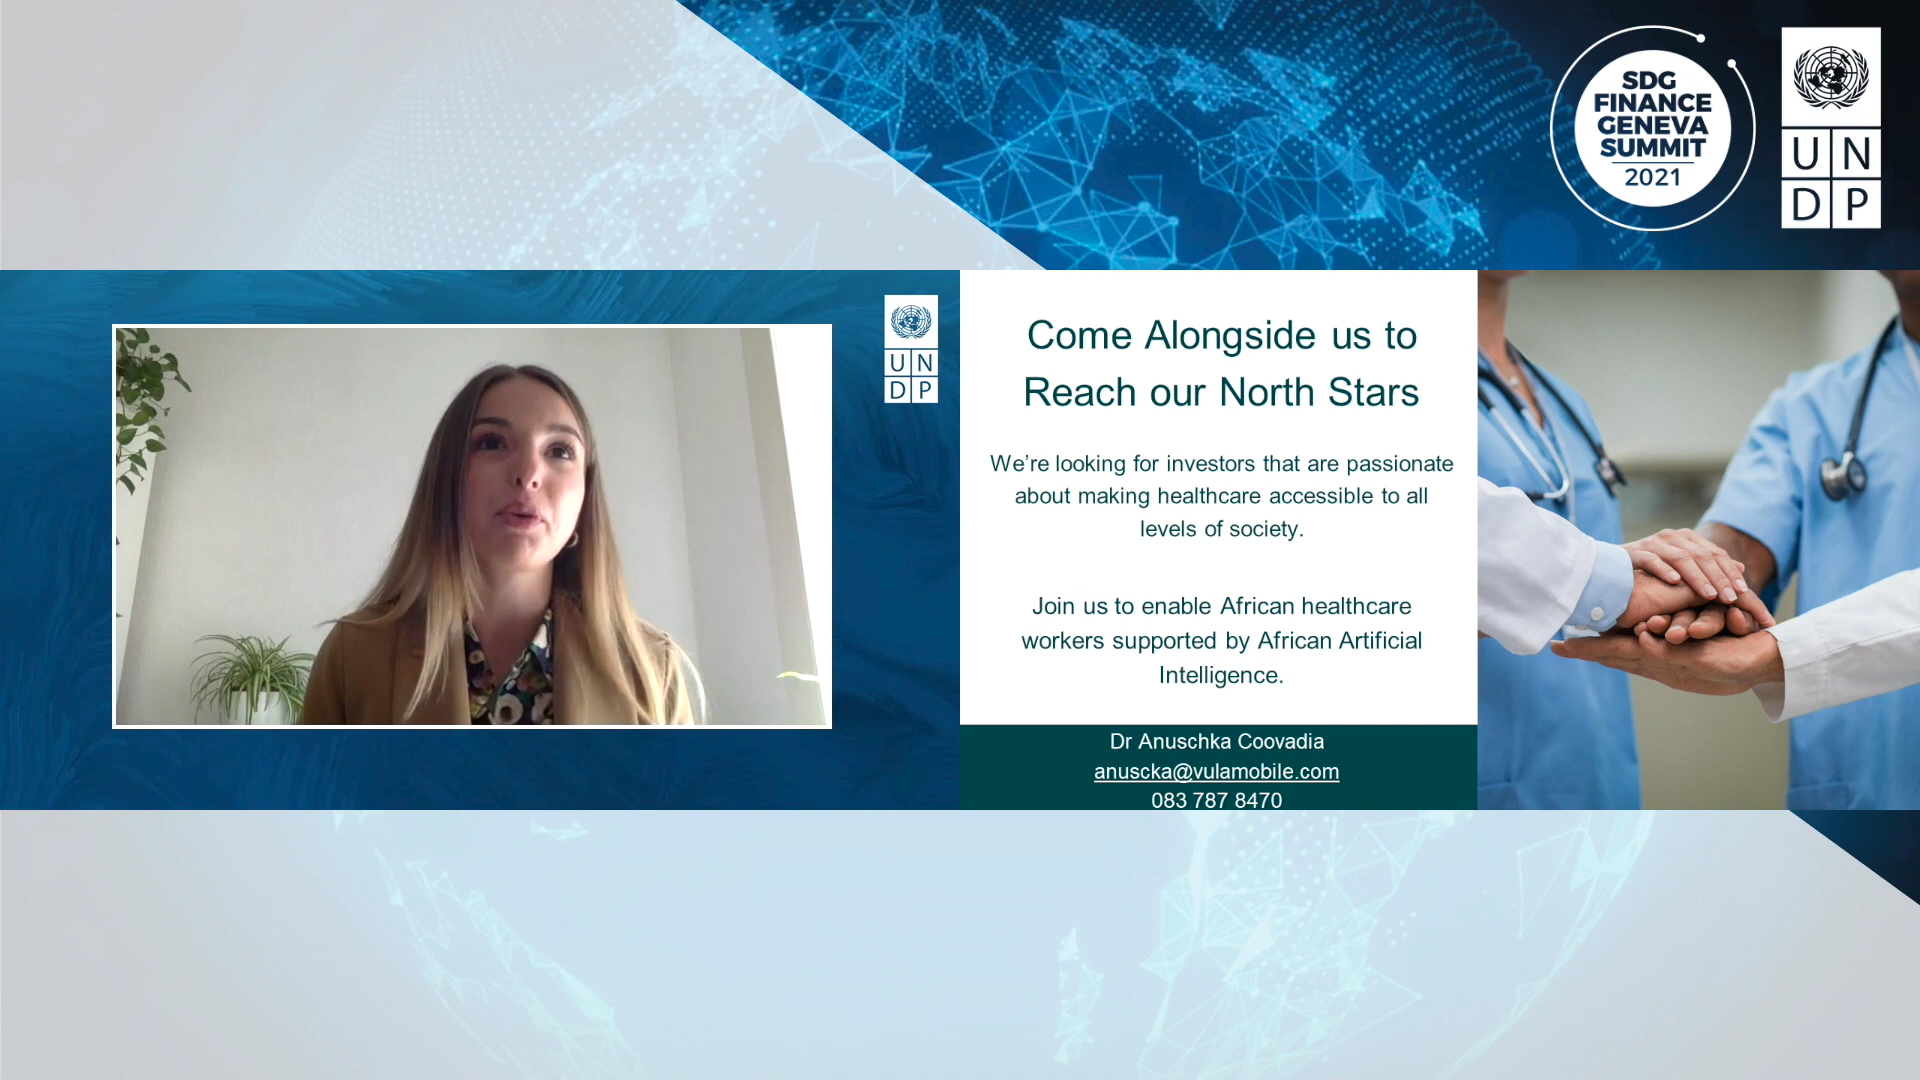 SDG
FINANCE
GENEVA
SUMMIT
2021
U N
D P
U N
D P
Come Alongside us to
Reach our North Stars
We’re looking for investors that are passionate
about making healthcare accessible to all
levels of society.
Join us to enable African healthcare
workers supported by African Artificial
Intelligence.
Dr Anuschka Coovadia
anuscka@vulamobile.com
083 787 8470